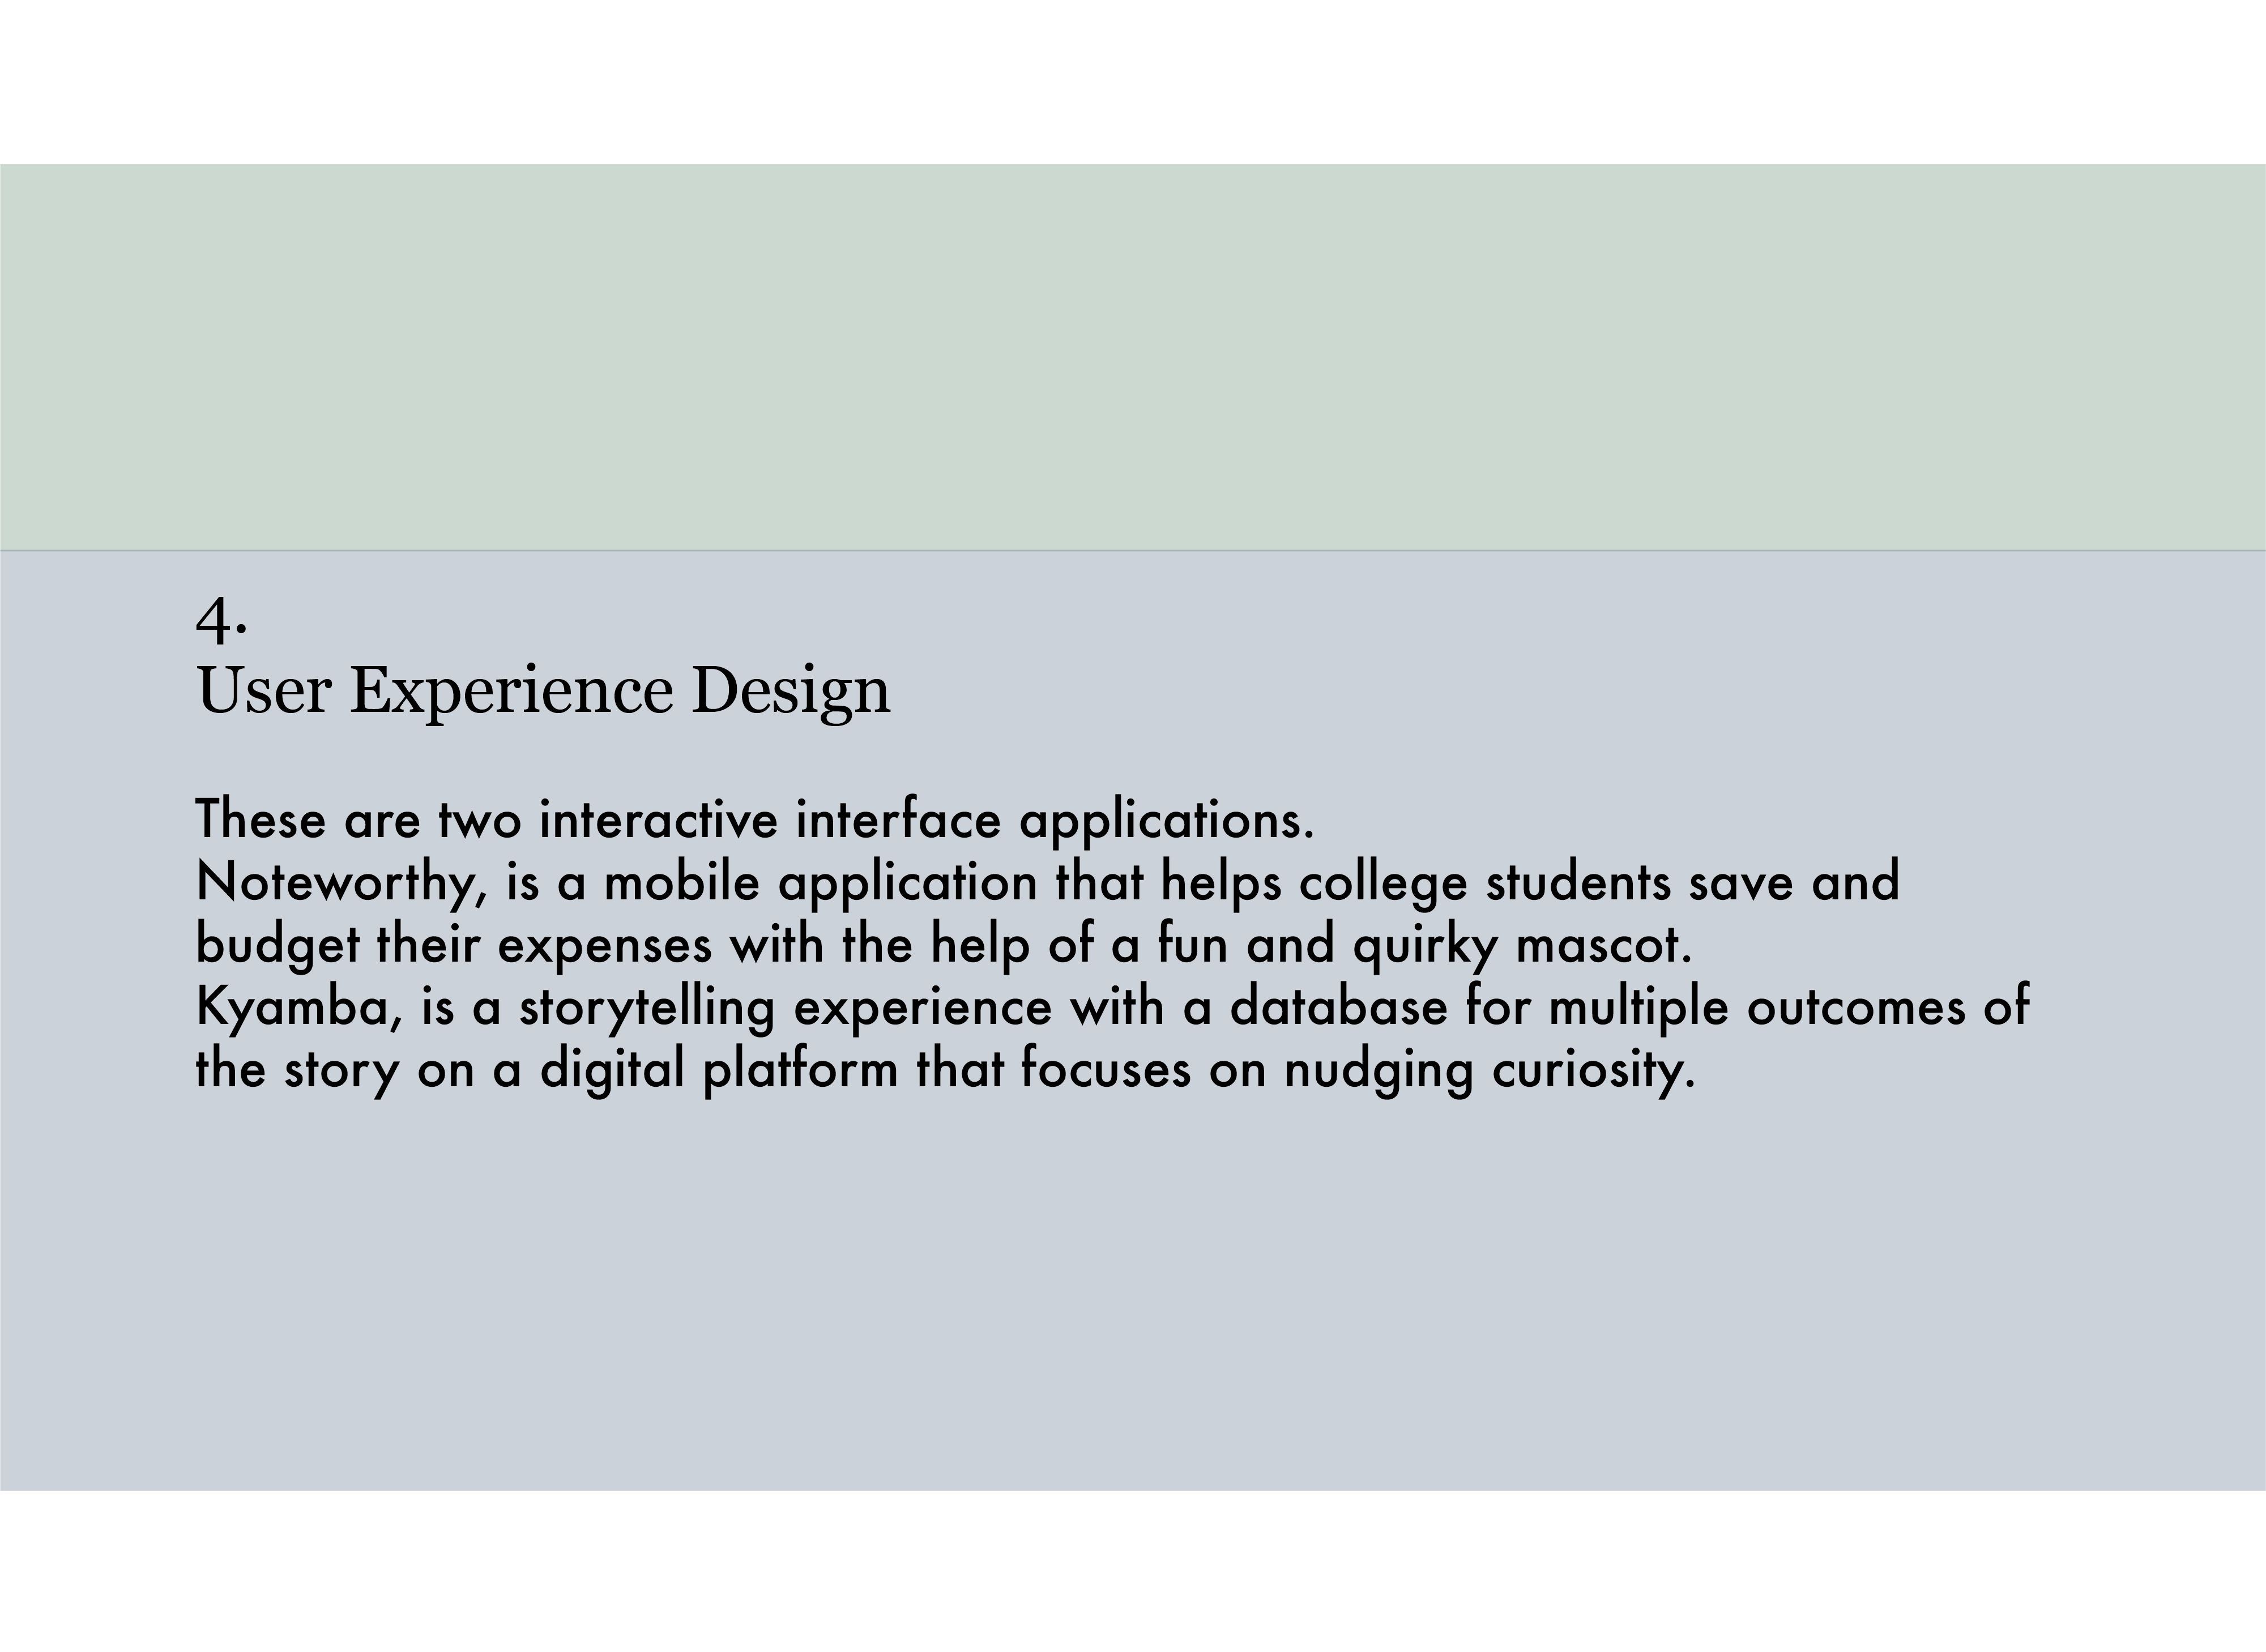 4.
User Experience Design
These are two interactive interface applications.
Noteworthy, is a mobile application that helps college students save and
budget their expenses with the help of a fun and quirky mascot.
Kyamba, is a storytelling experience with a database for multiple outcomes of
the story on a digital platform that focuses on nudging curiosity.